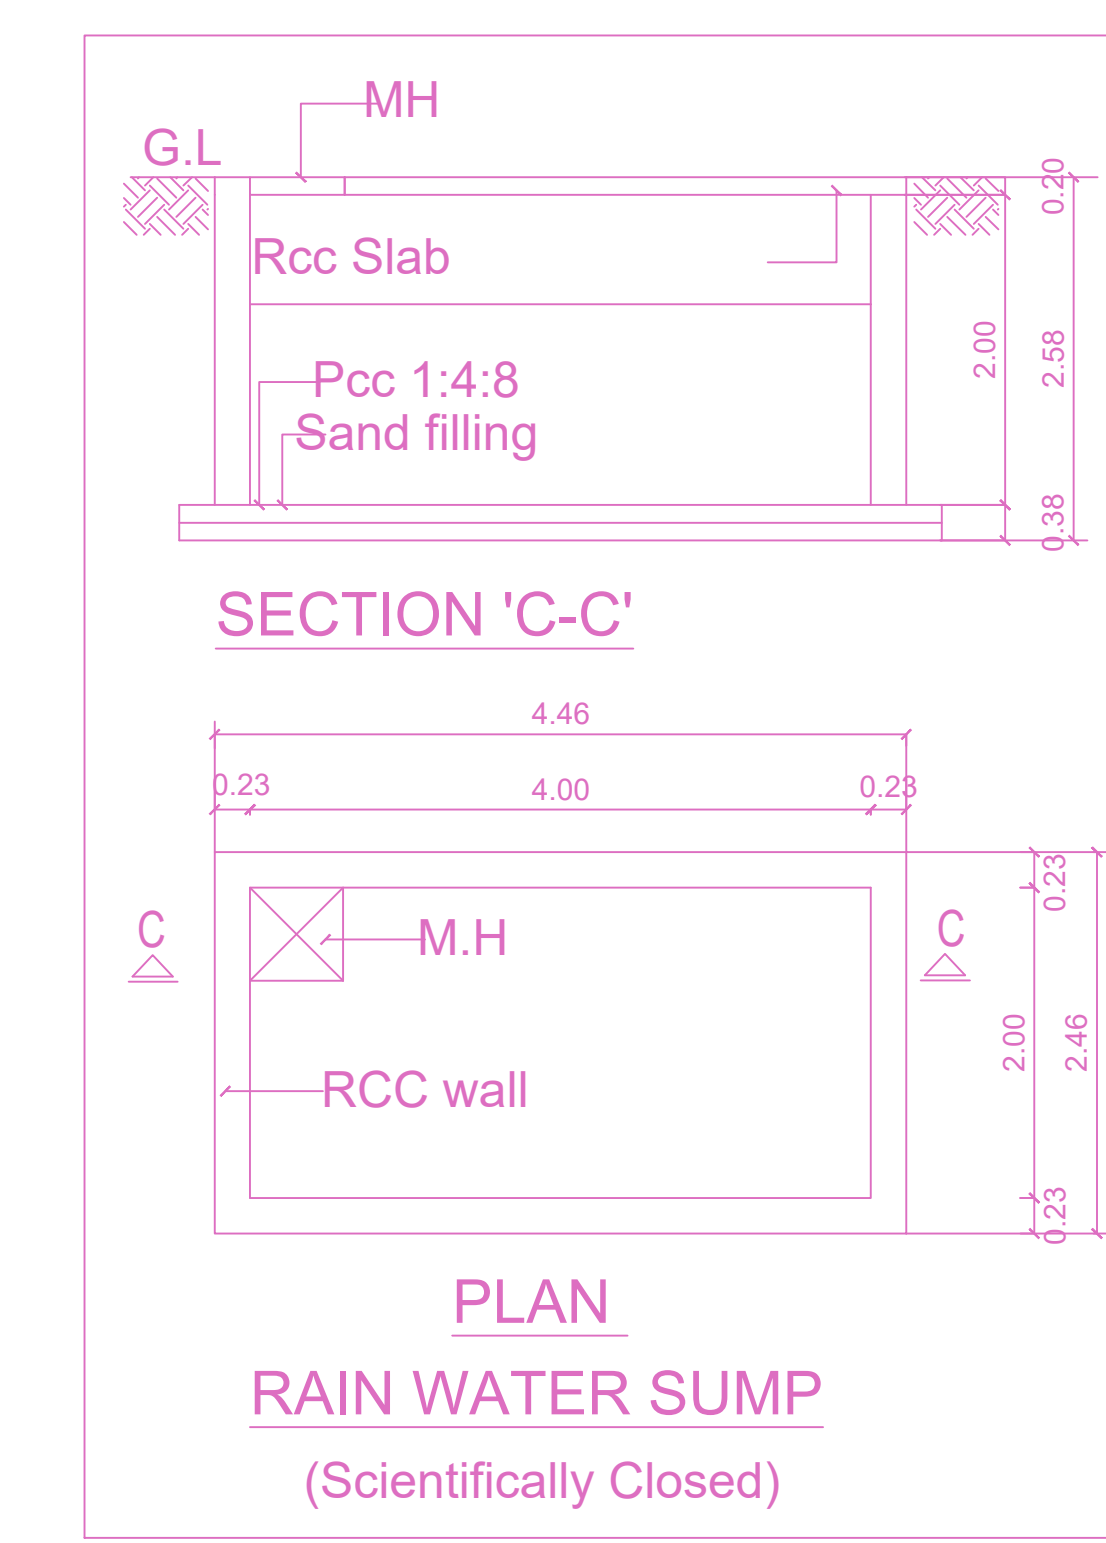 MH
G.L
0.20
Rcc Slab
2.00
2.58
Pcc 1:4:8
Sand filling
0.38
SECTION 'C-C'
4.46
0.23
4.00
0.23
0.23
C
M.H
C
2.00
2.46
RCC wall
0.23
PLAN
RAIN WATER SUMP
(Scientifically Closed)